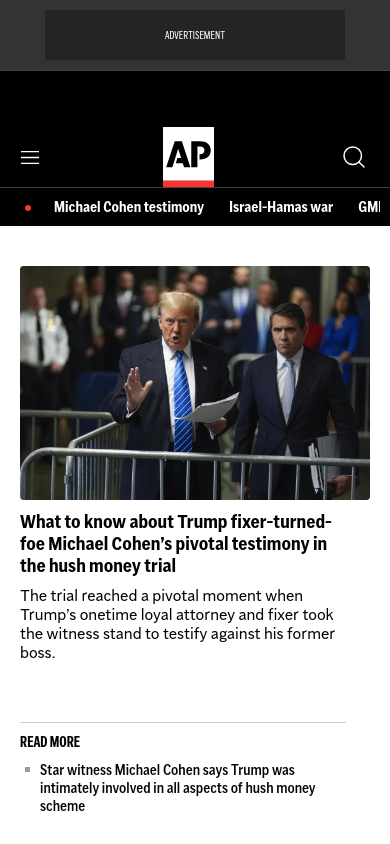 ADVERTISEMENT
AP
Michael Cohen testimony Israel-Hamas war
What to know about Trump fixer-turned-
foe Michael Cohen's pivotal testimony in
the hush money trial
The trial reached a pivotal moment when
Trump's onetime loyal attorney and fixer took
the witness stand to testify against his former
boss.
READ MORE
Star witness Michael Cohen says Trump was
intimately involved in all aspects of hush money
scheme